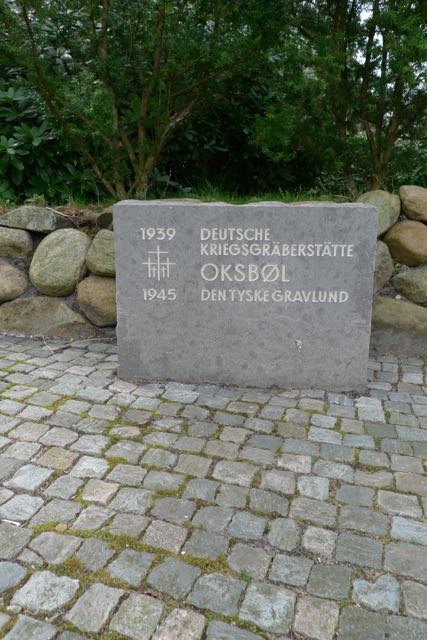 1939
1945
DEUTSCHE
KRIEGSGRÄBERSTÄTTE
OKSBØL
DEN TYSKE GRAVLUND